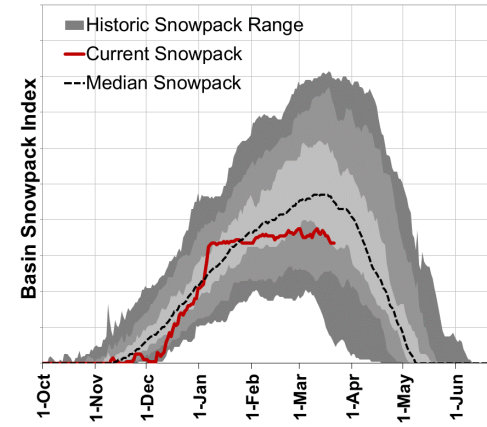 Historic Snowpack Range
Current Snowpack
Median Snowpack
Basin Snowpack Index
1-Oct
1-Nov
1-Dec
1-Jan
1-Feb
1-Mar
1-Apr
1-May
1-Jun